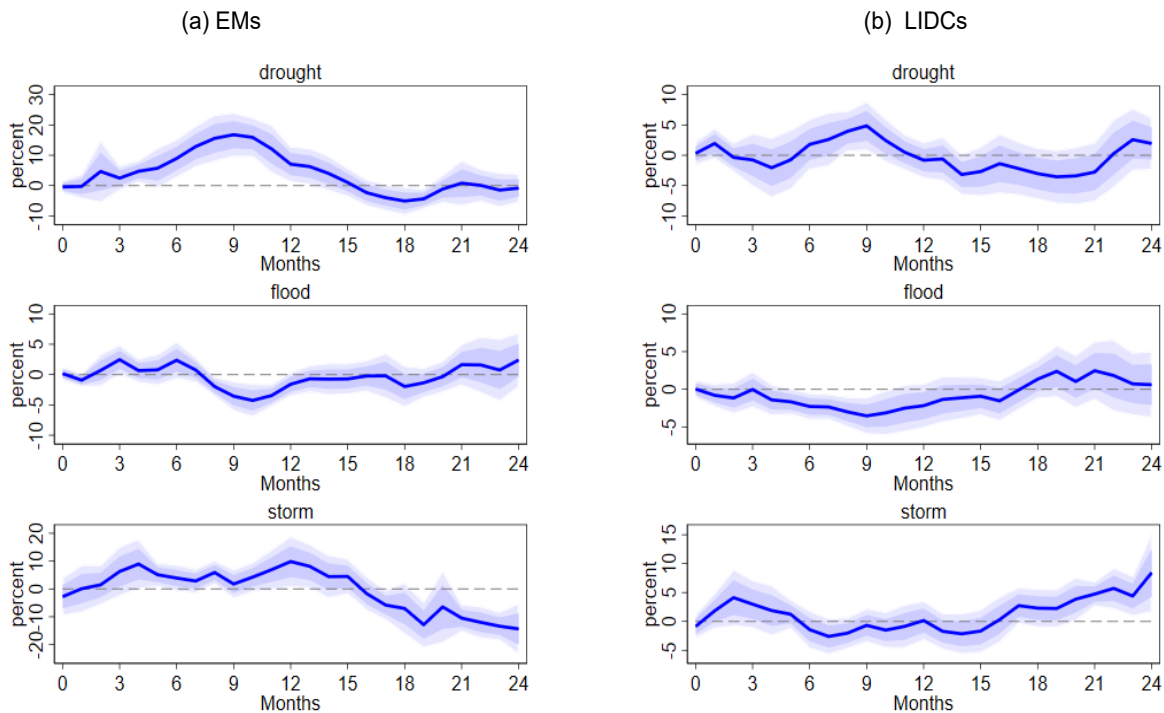 (a) EMs
(b) LIDCs
drought
percent
-10 0 10 20 30
0 3 6 9 12 15 18 21 24
Months
drought
percent
-10 -5 0 5 10
0 3 6 9 12 15 18 21 24
Months
flood
percent
-10 -5 0 5 10
0 3 6 9 12 15 18 21 24
Months
flood
percent
-5 0 5 10
0 3 6 9 12 15 18 21 24
Months
storm
percent
-20 -10 0 10 20
0 3 6 9 12 15 18 21 24
Months
storm
percent
-5 0 5 10 15
0 3 6 9 12 15 18 21 24
Months